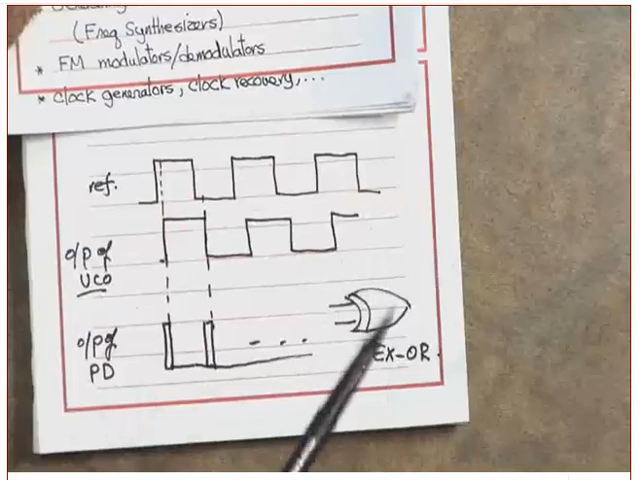 (Freq Synthesizers)
* FM modulators/demodulators
* Clock generators, Clock recovery, ...
ref.
o/p of
VCO
o/p of
PD
EX-OR.